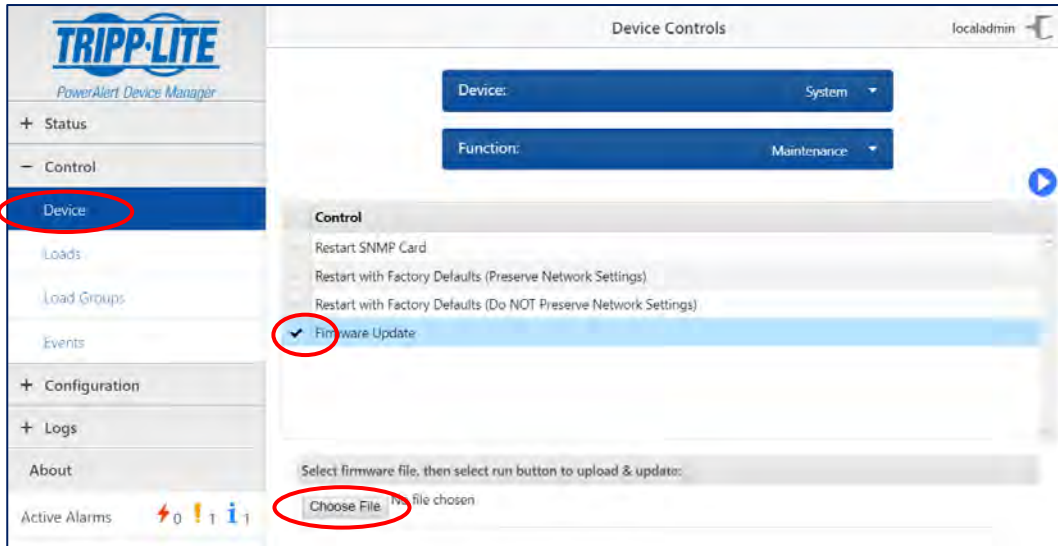 TRIPP·LITE
PowerAlert Device Manager
+ Status
− Control
Device
Loads
Load Groups
Events
+ Configuration
+ Logs
About
Active Alarms 0 1 1
Device Controls
localadmin
Device: System
Function: Maintenance
Control
Restart SNMP Card
Restart with Factory Defaults (Preserve Network Settings)
Restart with Factory Defaults (Do NOT Preserve Network Settings)
Firmware Update
Select firmware file, then select run button to upload & update:
Choose File No file chosen